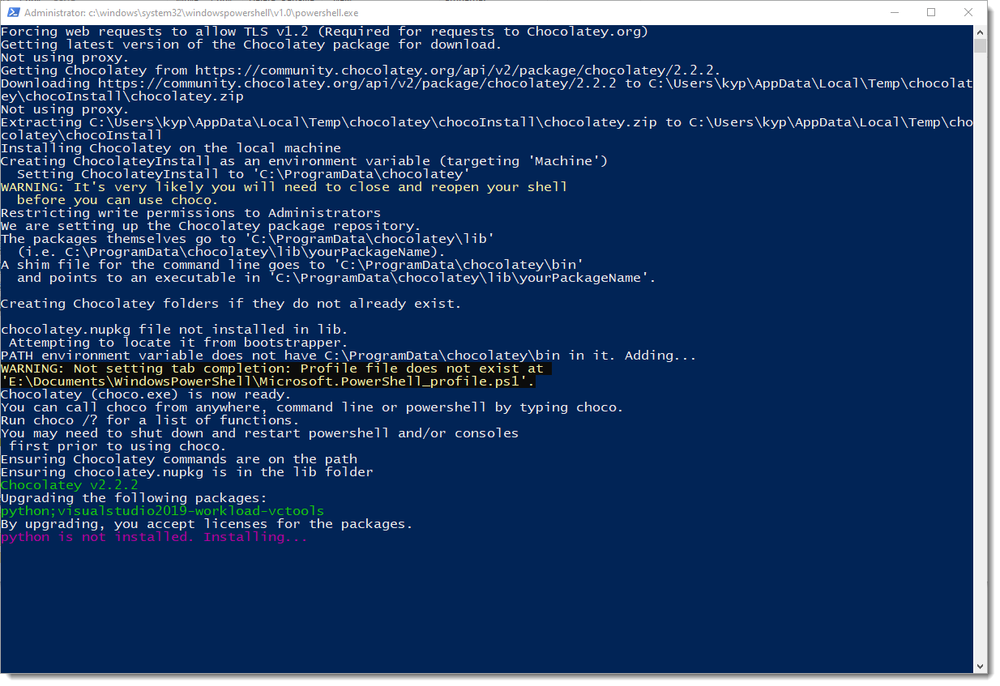 Administrator: c:\windows\system32\windowspowershell\v1.0\powershell.exe
Forcing web requests to allow TLS v1.2 (Required for requests to Chocolatey.org)
Getting latest version of the Chocolatey package for download.
Not using proxy.
Getting Chocolatey from https://community.chocolatey.org/api/v2/package/chocolatey/2.2.2.
Downloading https://community.chocolatey.org/api/v2/package/chocolatey/2.2.2 to C:\Users\kyp\AppData\Local\Temp\chocolat
ey\chocoInstall\chocolatey.zip
Not using proxy.
Extracting C:\Users\kyp\AppData\Local\Temp\chocolatey\chocoInstall\chocolatey.zip to C:\Users\kyp\AppData\Local\Temp\cho
colatey\chocoInstall
Installing Chocolatey on the local machine
Creating ChocolateyInstall as an environment variable (targeting 'Machine')
  Setting ChocolateyInstall to 'C:\ProgramData\chocolatey'
WARNING: It's very likely you will need to close and reopen your shell
  before you can use choco.
Restricting write permissions to Administrators
We are setting up the Chocolatey package repository.
The packages themselves go to 'C:\ProgramData\chocolatey\lib'
  (i.e. C:\ProgramData\chocolatey\lib\yourPackageName).
A shim file for the command line goes to 'C:\ProgramData\chocolatey\bin'
  and points to an executable in 'C:\ProgramData\chocolatey\lib\yourPackageName'.

Creating Chocolatey folders if they do not already exist.

chocolatey.nupkg file not installed in lib.
 Attempting to locate it from bootstrapper.
PATH environment variable does not have C:\ProgramData\chocolatey\bin in it. Adding...
WARNING: Not setting tab completion: Profile file does not exist at
'E:\Documents\WindowsPowerShell\Microsoft.PowerShell_profile.ps1'.
Chocolatey (choco.exe) is now ready.
You can call choco from anywhere, command line or powershell by typing choco.
Run choco /? for a list of functions.
You may need to shut down and restart powershell and/or consoles
 first prior to using choco.
Ensuring Chocolatey commands are on the path
Ensuring chocolatey.nupkg is in the lib folder
Chocolatey v2.2.2
Upgrading the following packages:
python;visualstudio2019-workload-vctools
By upgrading, you accept licenses for the packages.
python is not installed. Installing...